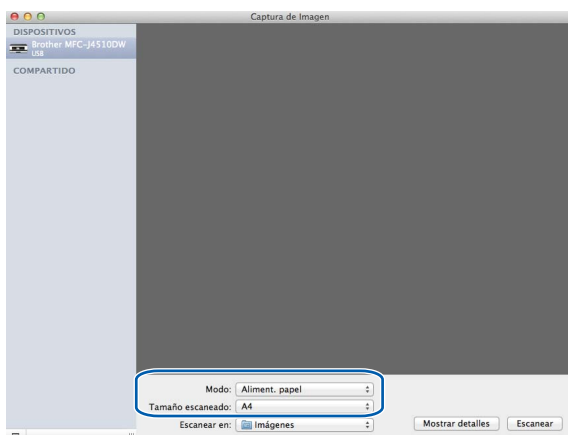 Captura de Imagen
DISPOSITIVOS
Brother MFC-J4510DW
USB
COMPARTIDO
Modo: Aliment. papel
Tamaño escaneado: A4
Escanear en: Imágenes
Mostrar detalles Escanear